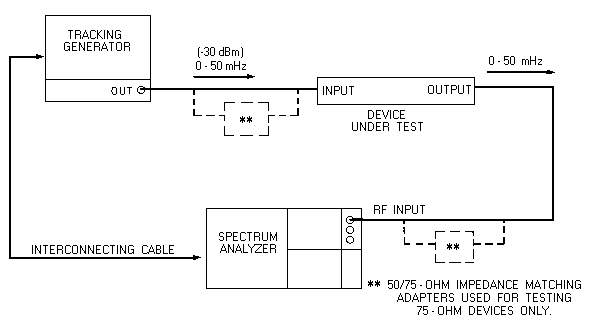 TRACKING
GENERATOR
OUT
(-30 dBm)
0 - 50 mHz
0 - 50 mHz
INPUT
OUTPUT
DEVICE
UNDER TEST
**
RF INPUT
SPECTRUM
ANALYZER
**
INTERCONNECTING CABLE
** 50/75 - OHM IMPEDANCE MATCHING
ADAPTERS USED FOR TESTING
75 - OHM DEVICES ONLY.